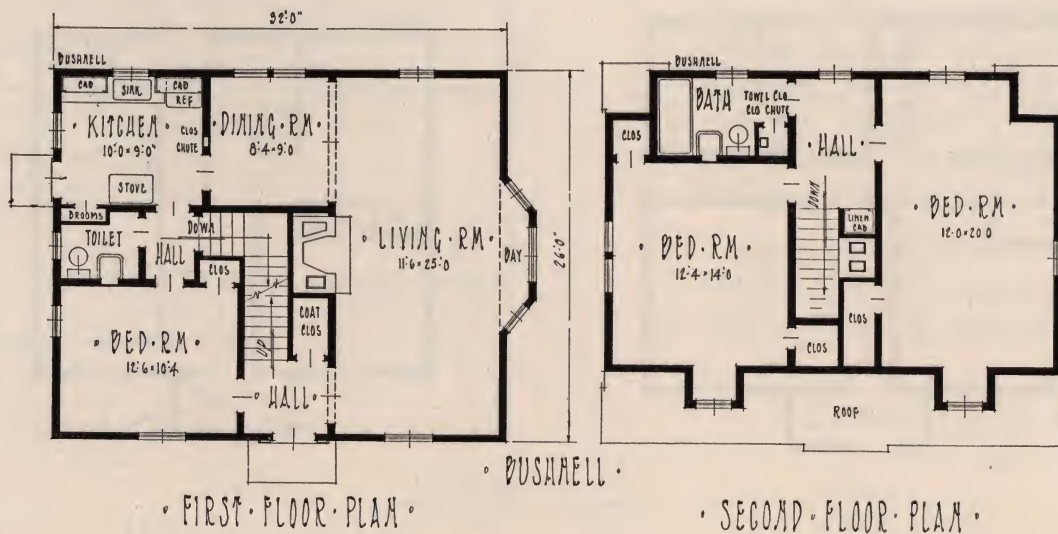 32'-0"
BUSHNELL
CAD
SINK
CAD
REF
KITCHEN
10'0×9'0"
CLOS
CHUTE
DINING·RM·
8'4×9'0
STOVE
BROOMS
TOILET
DOWN
HALL
CLOS
LIVING·RM·
11'6×25'0
BAY
26'0"
COAT
CLOS
UP
·BED·RM·
12'6×10'4
·HALL·
·FIRST·FLOOR·PLAN·
·BUSHNELL·
BUSHNELL
BATH
TOWEL CLO
CLO CHUTE
CLOS
·HALL·
DOWN
LINEN
CAD
·BED·RM·
12'4×14'0
·BED·RM·
12'0×20'0
CLOS
CLOS
ROOF
·SECOND·FLOOR·PLAN·